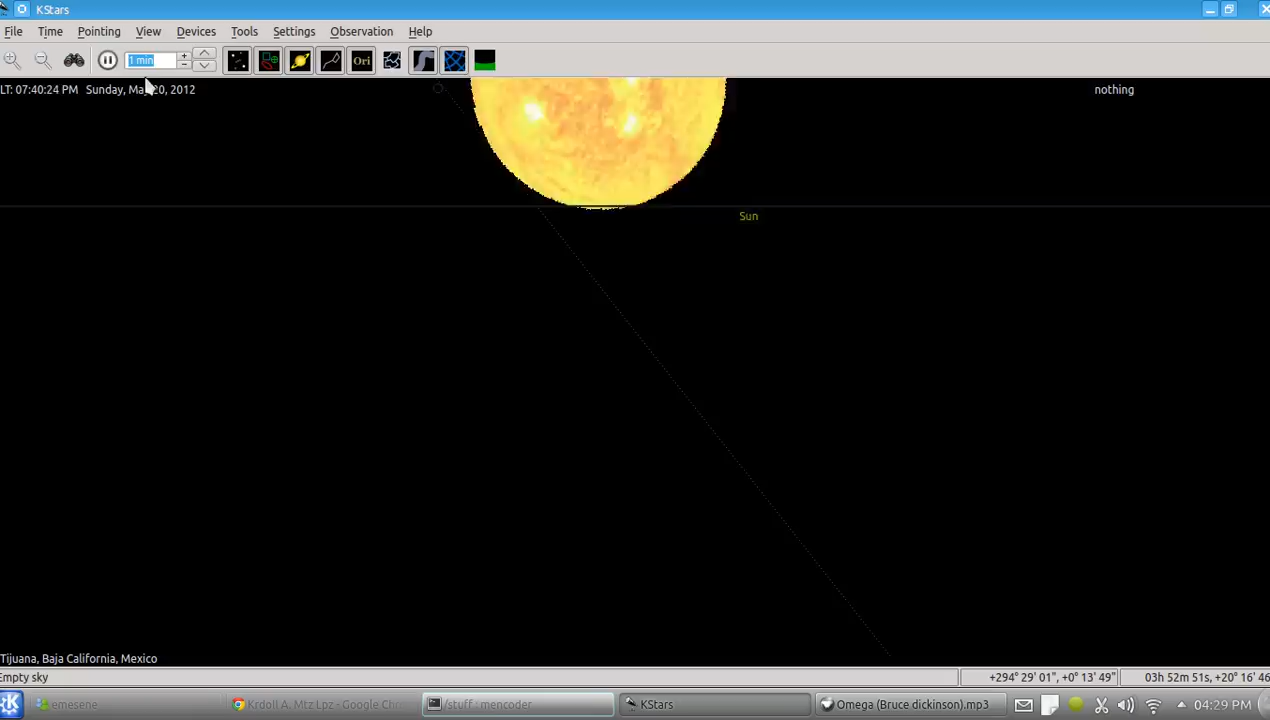 KStars
File Time Pointing View Devices Tools Settings Observation Help
1 min
Ori
LT: 07:40:24 PM Sunday, May 20, 2012
nothing
Sun
Tijuana, Baja California, Mexico
Empty sky
+294° 29' 01", +0° 13' 49"
03h 52m 51s, +20° 16' 46
emesene
Krdoll A. Mtz Lpz - Google Chro
/stuff : mencoder
KStars
Omega (Bruce dickinson).mp3
04:29 PM